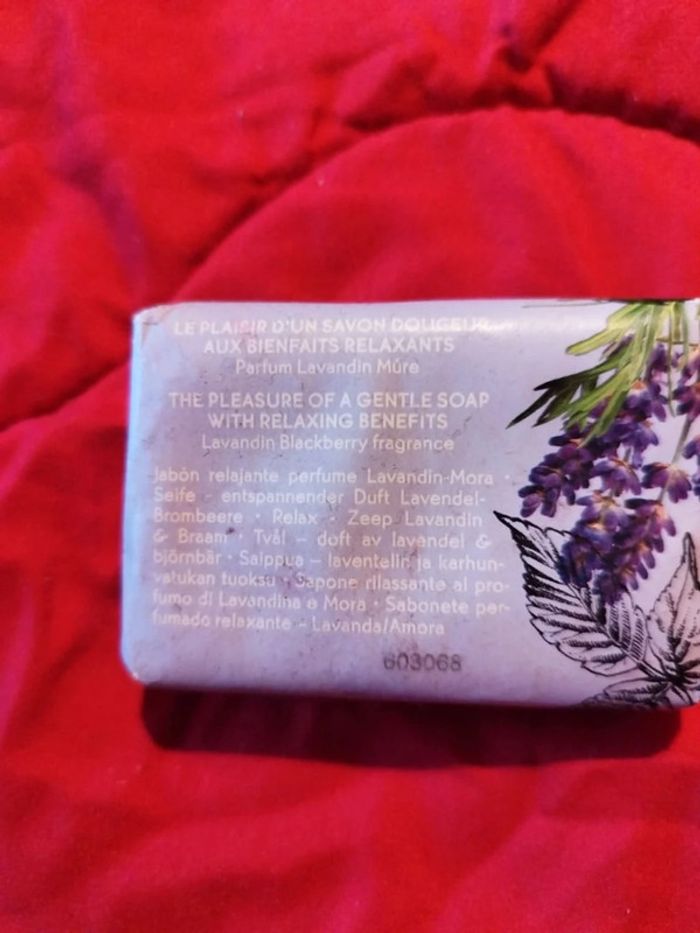 LE PLAISIR D'UN SAVON DOUCEUR
AUX BIENFAITS RELAXANTS
Parfum Lavandin Mûre
THE PLEASURE OF A GENTLE SOAP
WITH RELAXING BENEFITS
Lavandin Blackberry fragrance
Jabòn relajante perfume Lavandin-Mora •
Seife - entspannender Duft Lavendel-
Brombeere • Relax • Zeep Lavandin
& Braam • Tvål – doft av lavendel &
björnbär • Saippua – laventelin ja karhun-
vatukan tuoksu • Sapone rilassante al pro-
fumo di Lavandina e Mora • Sabonete per-
fumado relaxante – Lavanda/Amora
603068